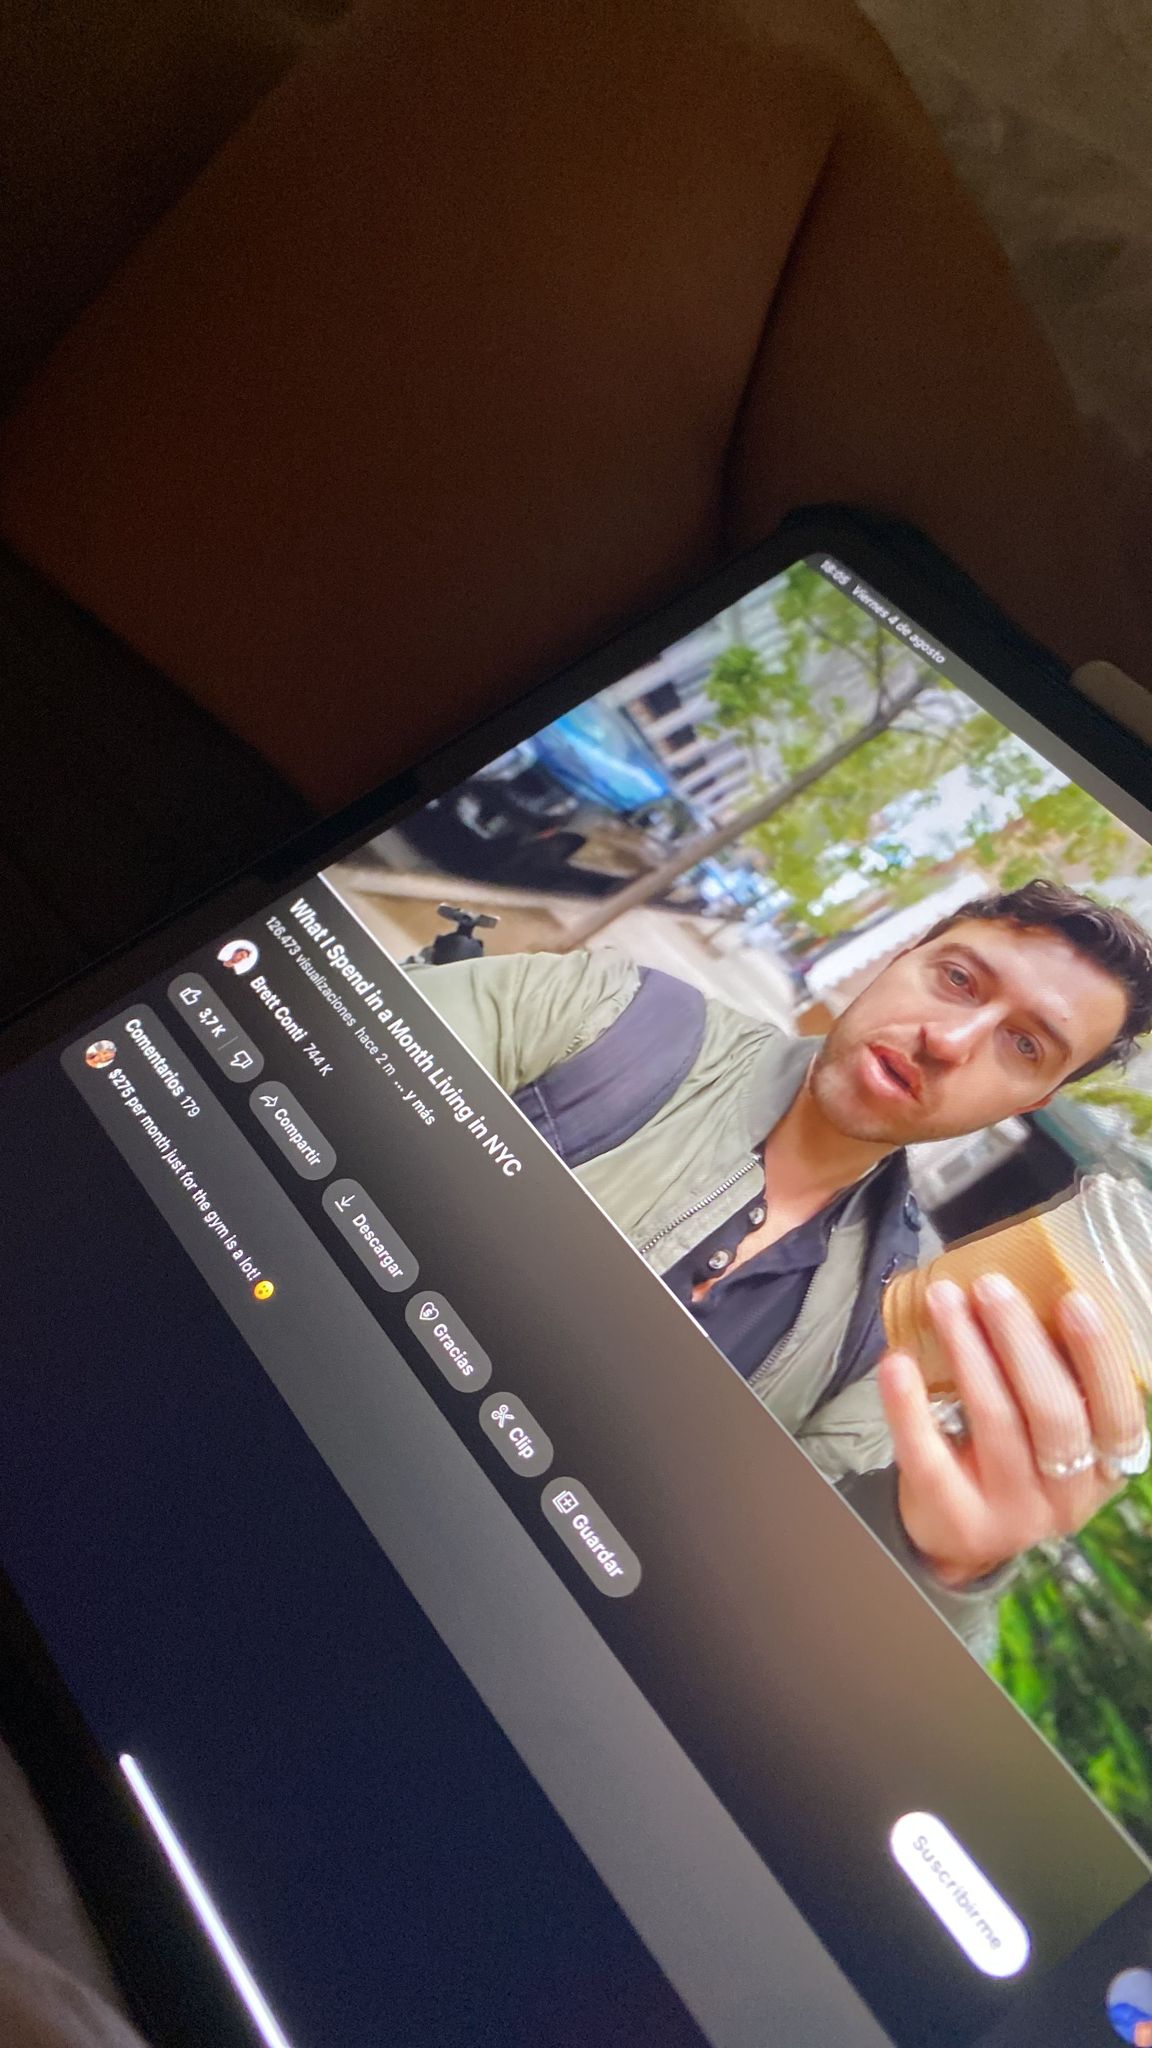 18:05 Viernes 4 de agosto
What I Spend in a Month Living in NYC
126.473 visualizaciones hace 2 m ... y más
Brett Conti 744 K
Suscribirme
3,7 K
Compartir
Descargar
Gracias
Clip
Guardar
Comentarios 179
$275 per month just for the gym is a lot! 😮